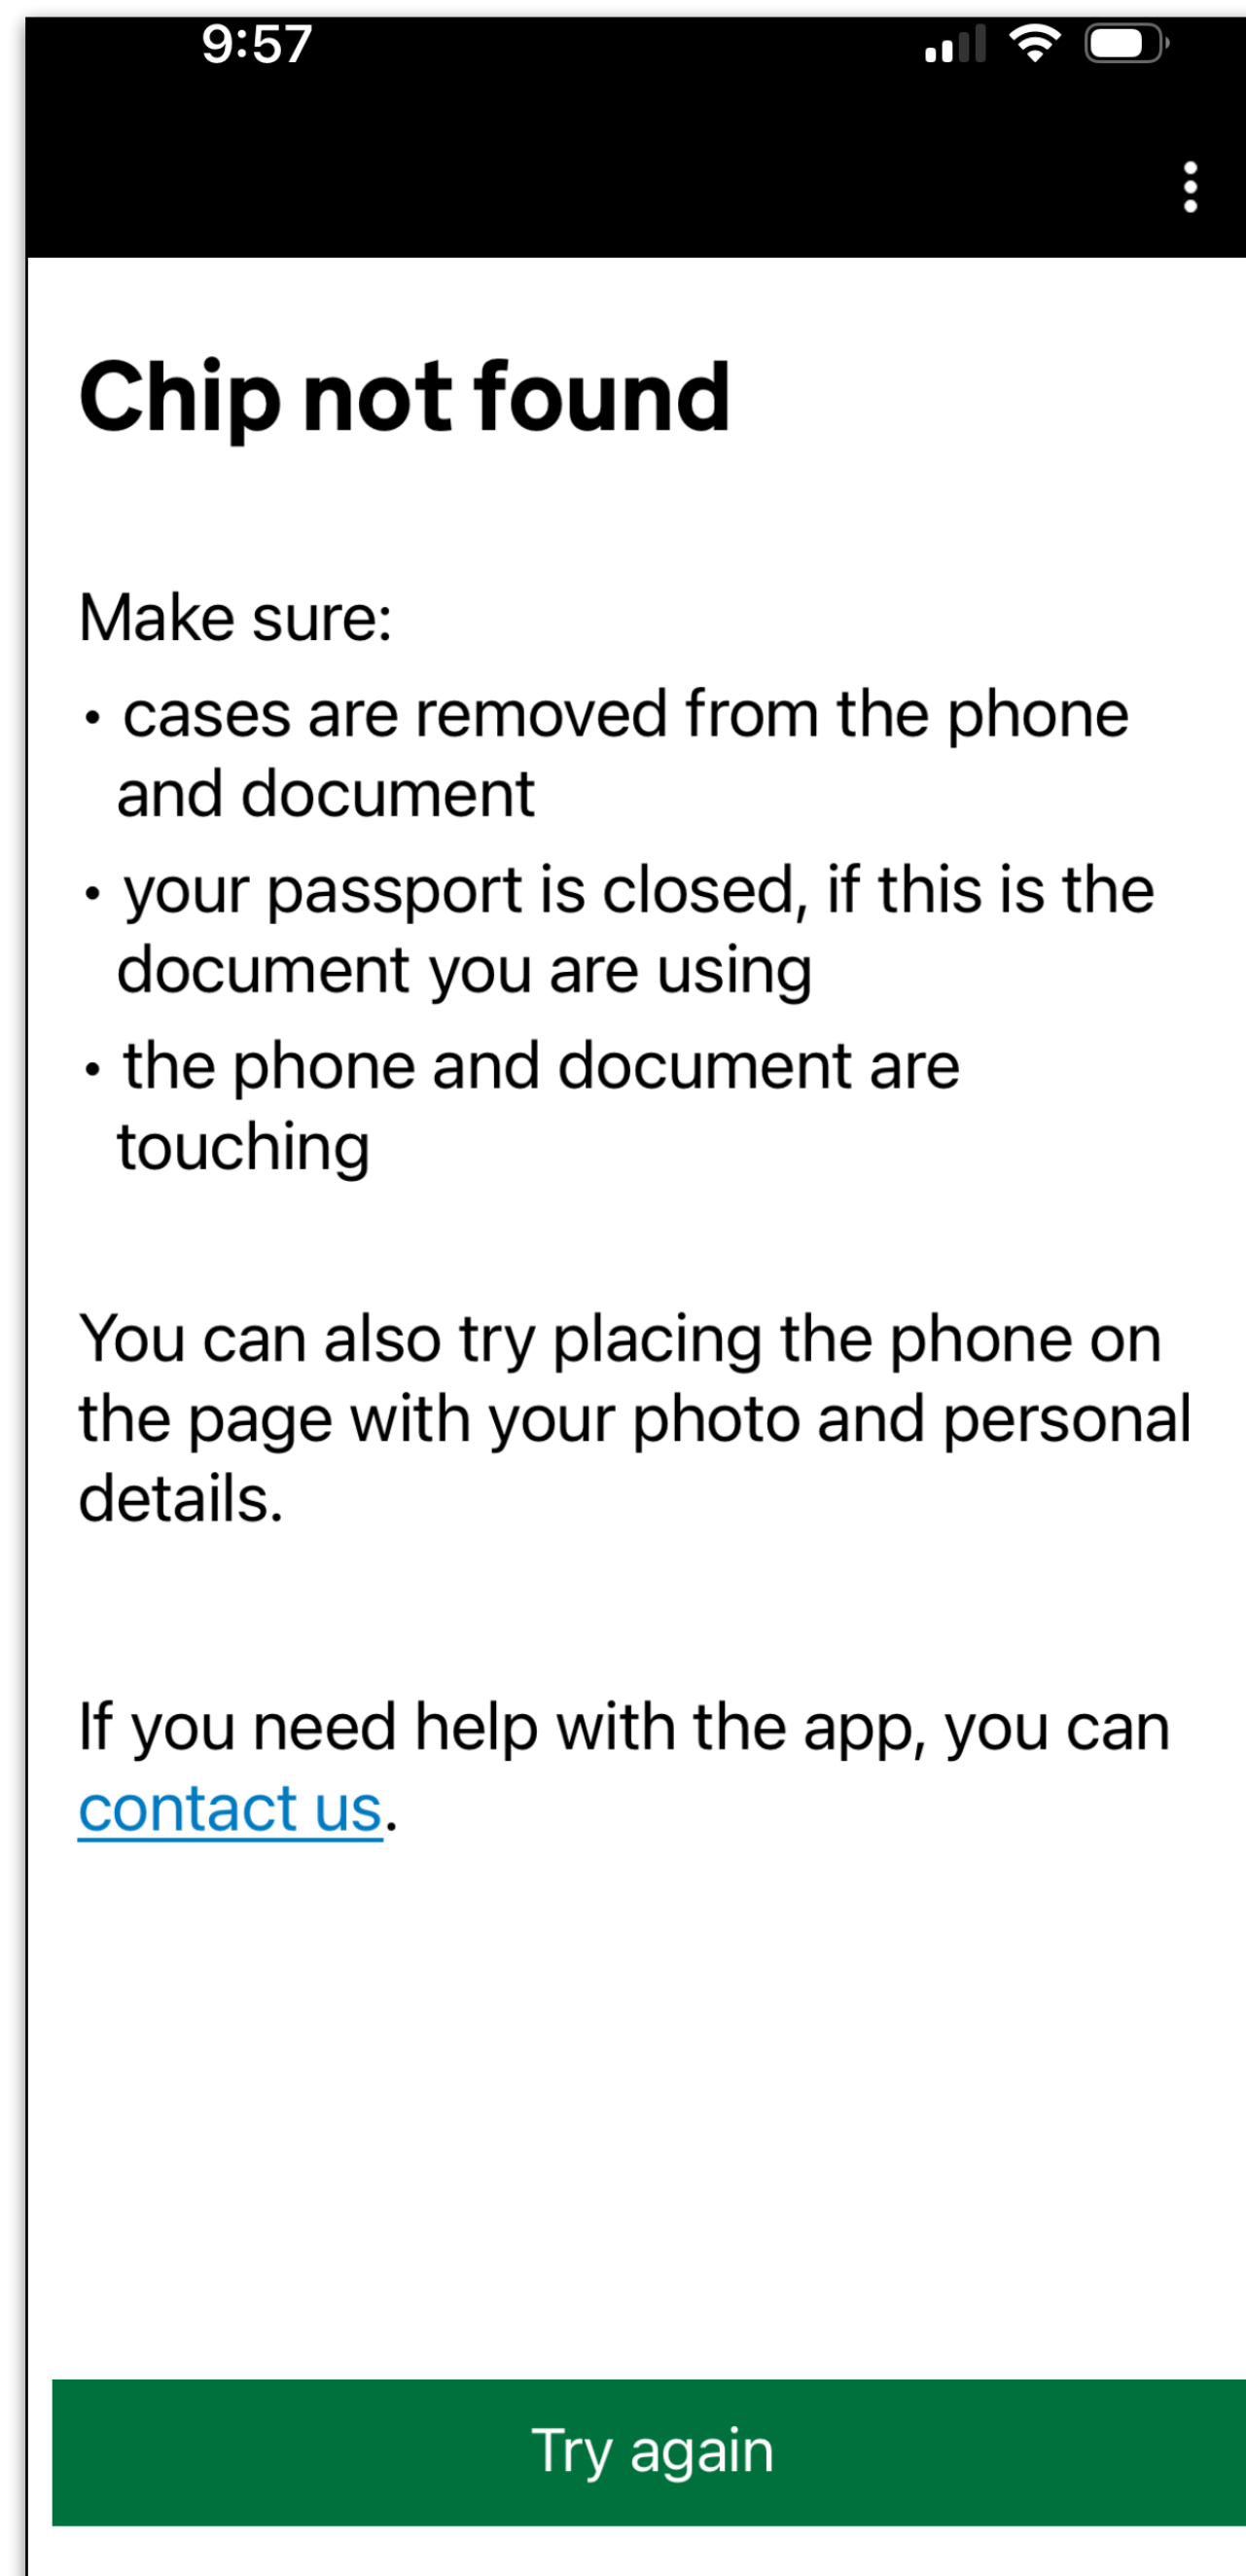 9:57
Chip not found
Make sure:
• cases are removed from the phone
and document
• your passport is closed, if this is the
document you are using
• the phone and document are
touching
You can also try placing the phone on
the page with your photo and personal
details.
If you need help with the app, you can
contact us.
Try again